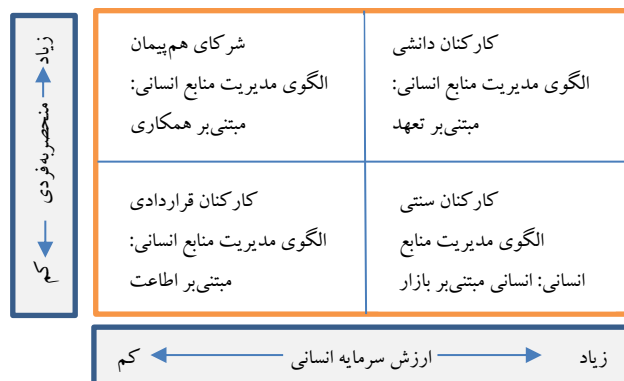 کارکنان دانشی
الگوی مدیریت منابع انسانی:
مبتنی‌بر تعهد
شرکای هم‌پیمان
الگوی مدیریت منابع انسانی:
مبتنی‌بر همکاری
کارکنان سنتی
الگوی مدیریت منابع
انسانی: انسانی مبتنی‌بر بازار
کارکنان قراردادی
الگوی مدیریت منابع انسانی:
مبتنی‌بر اطاعت
زیاد منحصربه‌فردی کم
زیاد ارزش سرمایه انسانی کم